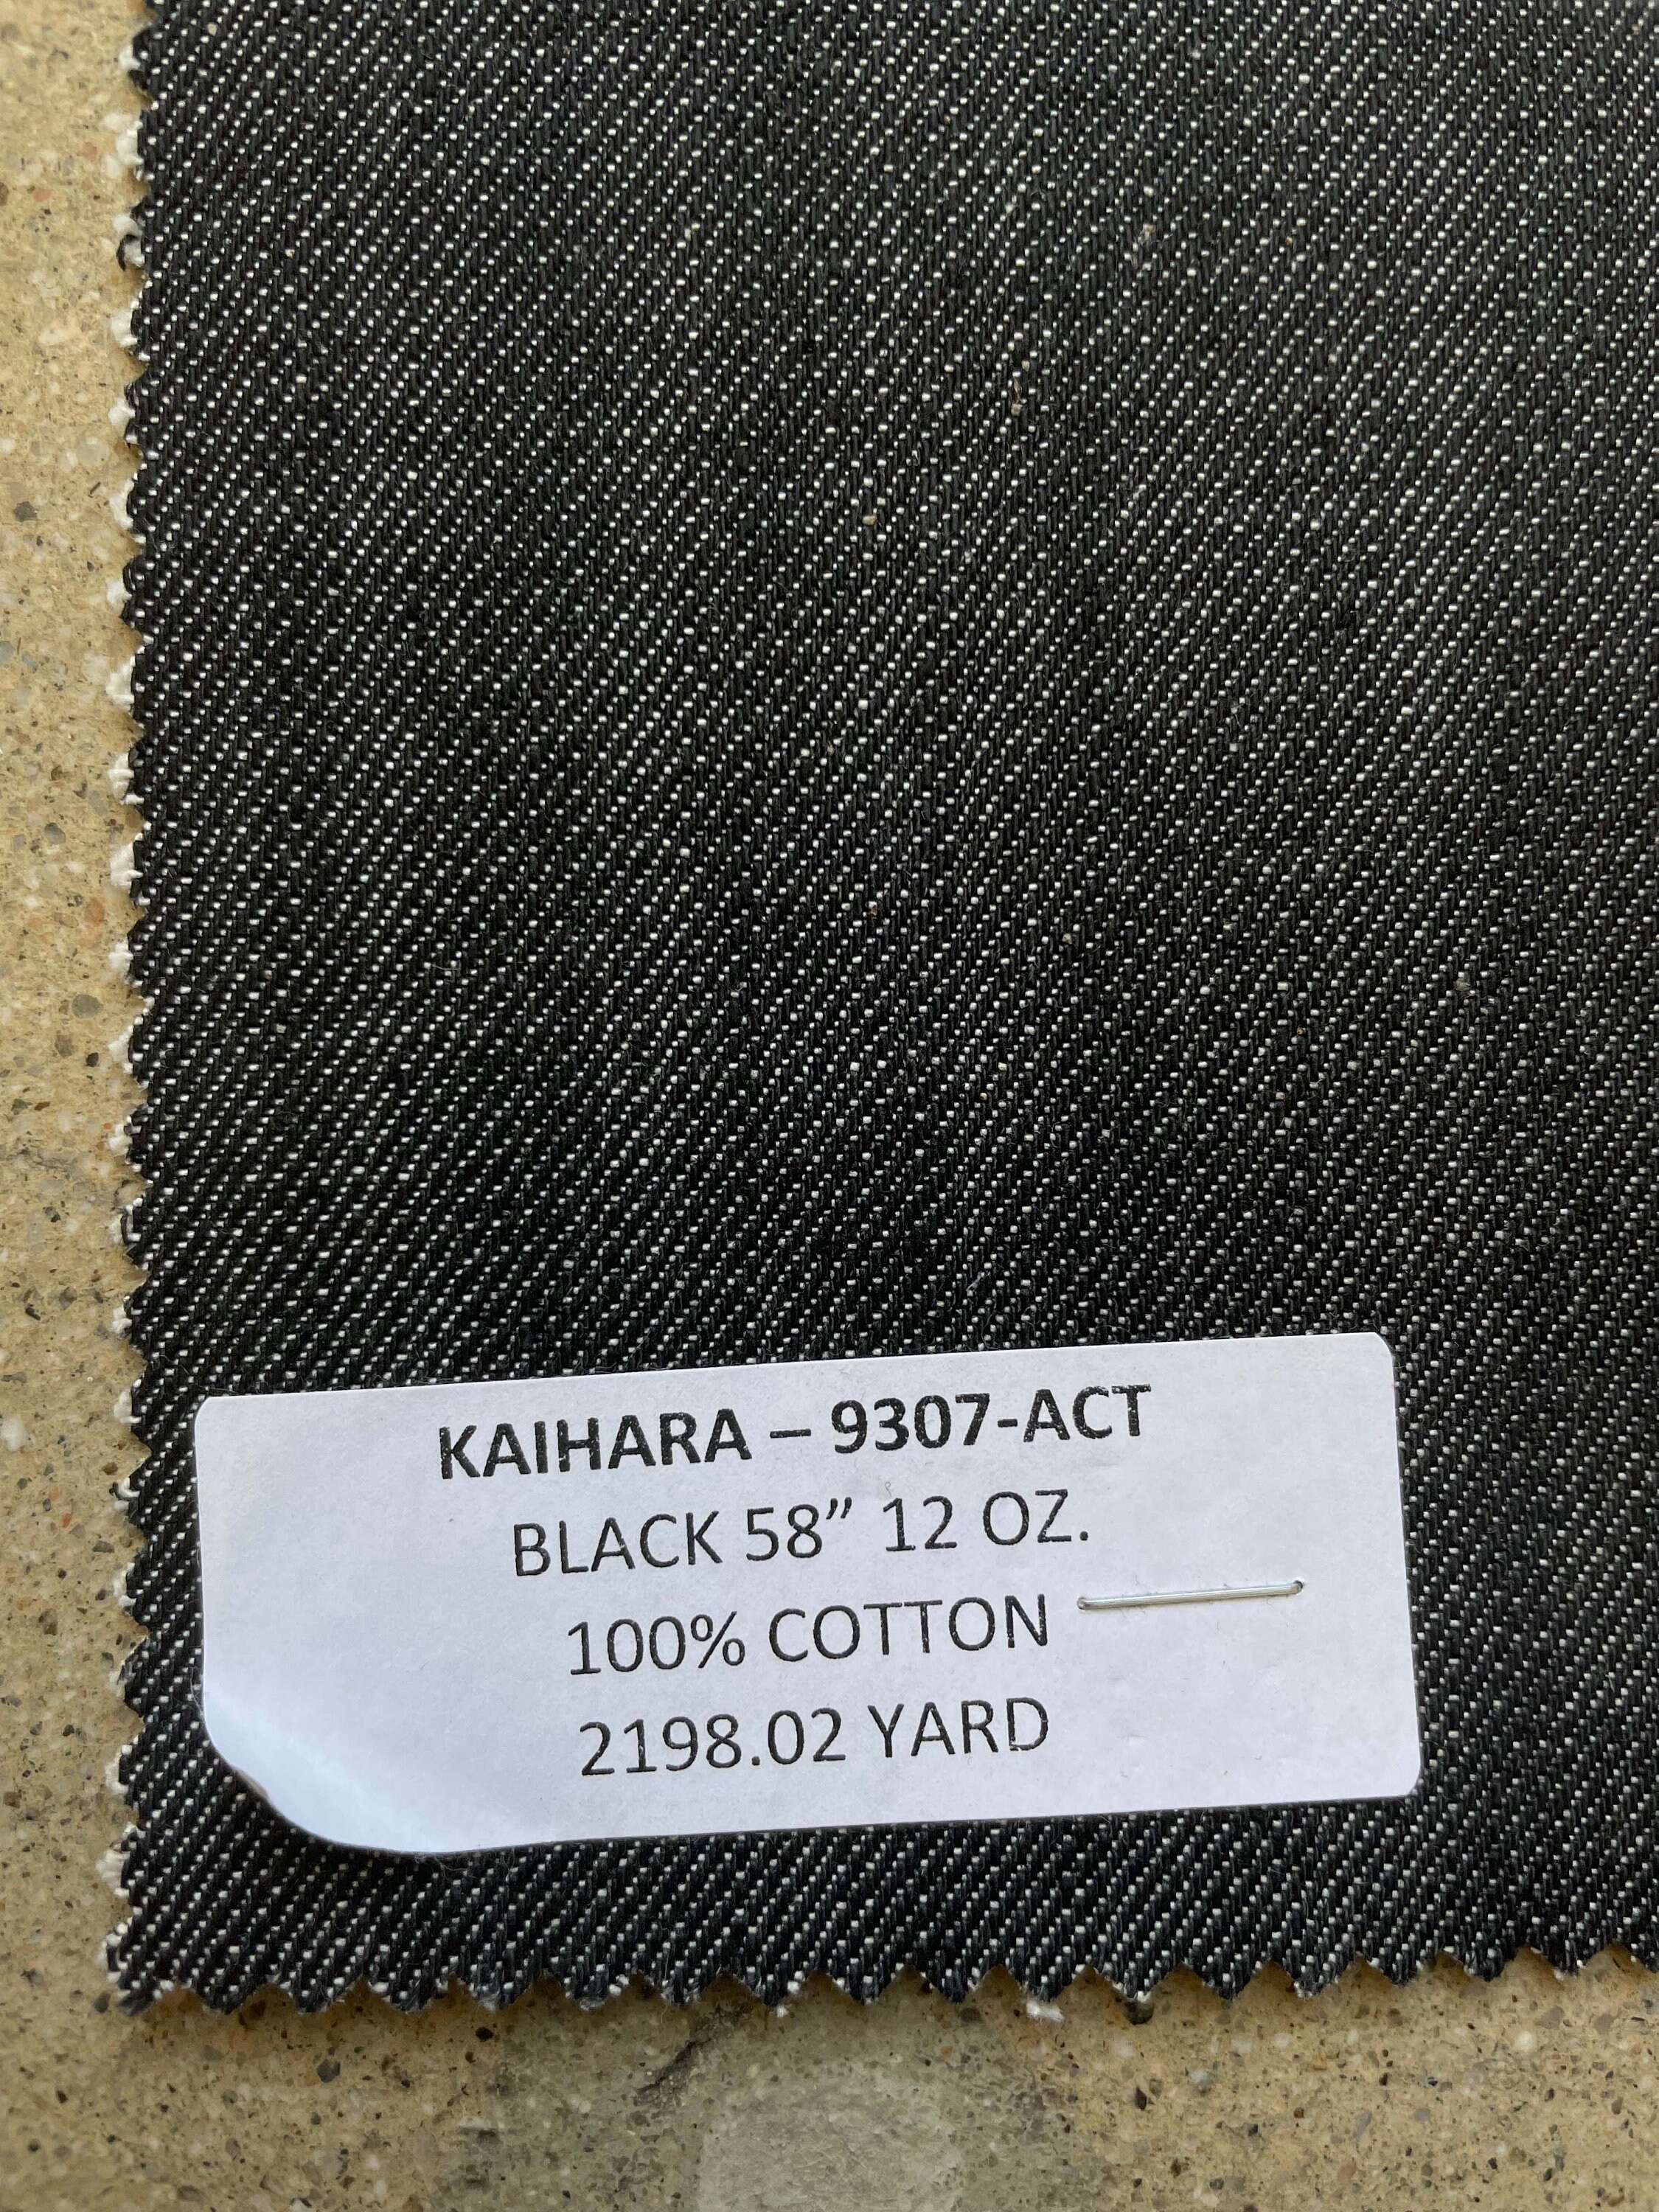 KAIHARA – 9307-ACT
BLACK 58” 12 OZ.
100% COTTON
2198.02 YARD